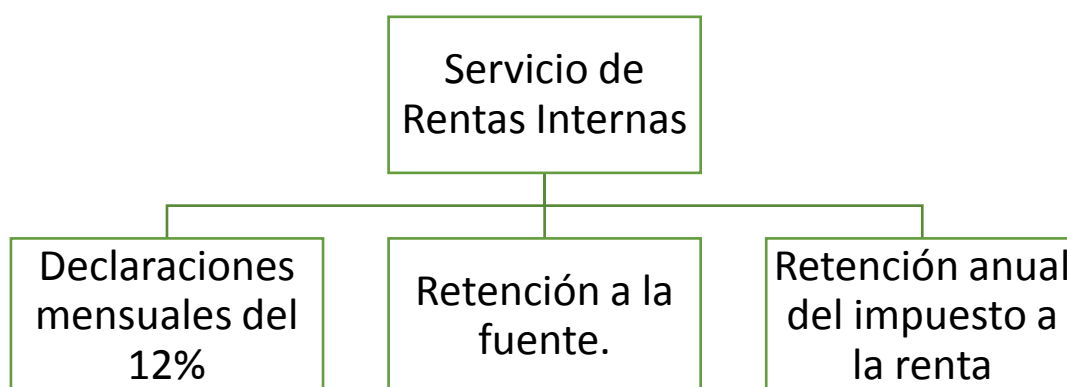 Servicio de
Rentas Internas
Declaraciones
mensuales del
12%
Retención a la
fuente.
Retención anual
del impuesto a
la renta